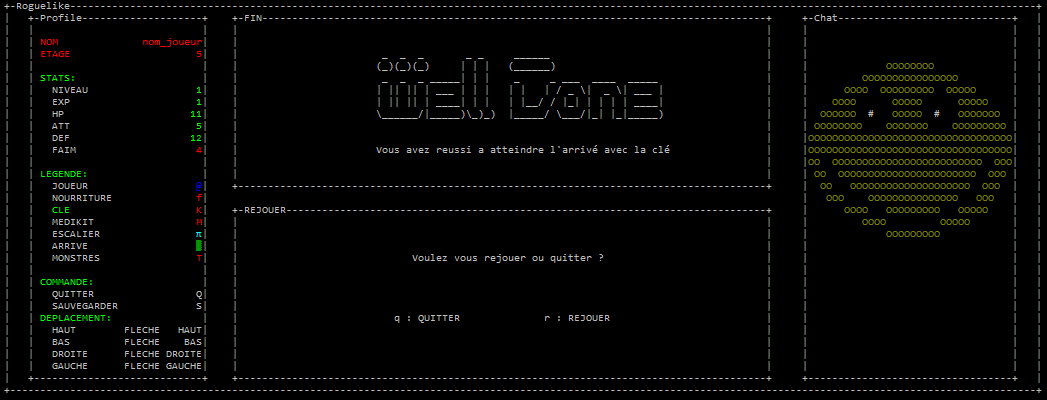 Roguelike
Profile
NOM mom_joueur
ETAGE 5
STATS:
NIVEAU 1
EXP 1
HP 11
ATT 5
DEF 12
FAIM 4
LEGENDE:
JOUEUR @
NOURRITURE f
CLE K
MEDIKIT M
ESCALIER π
ARRIVE
MONSTRES T
COMMANDE:
QUITTER Q
SAUVEGARDER S
DEPLACEMENT:
HAUT FLECHE HAUT
BAS FLECHE BAS
DROITE FLECHE DROITE
GAUCHE FLECHE GAUCHE
FIN
Vous avez reussi a atteindre l'arrivé avec la clé
REJOUER
Voulez vous rejouer ou quitter ?
q : QUITTER r : REJOUER
Chat